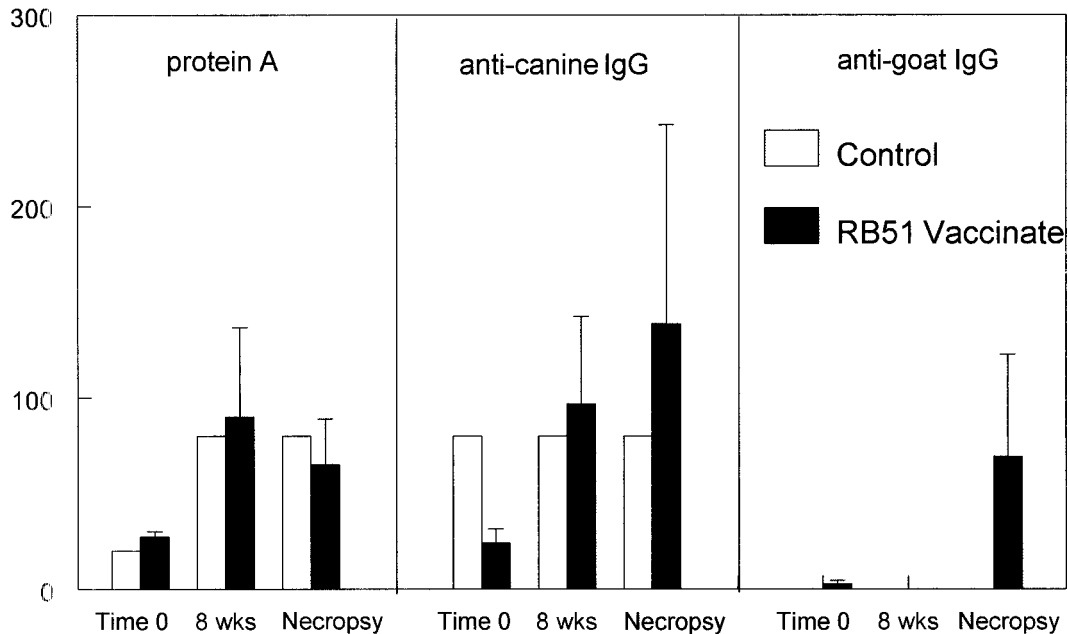 300
protein A
anti-canine IgG
anti-goat IgG
Control
200
RB51 Vaccinate
100
0
Time 0 8 wks Necropsy
Time 0 8 wks Necropsy
Time 0 8 wks Necropsy